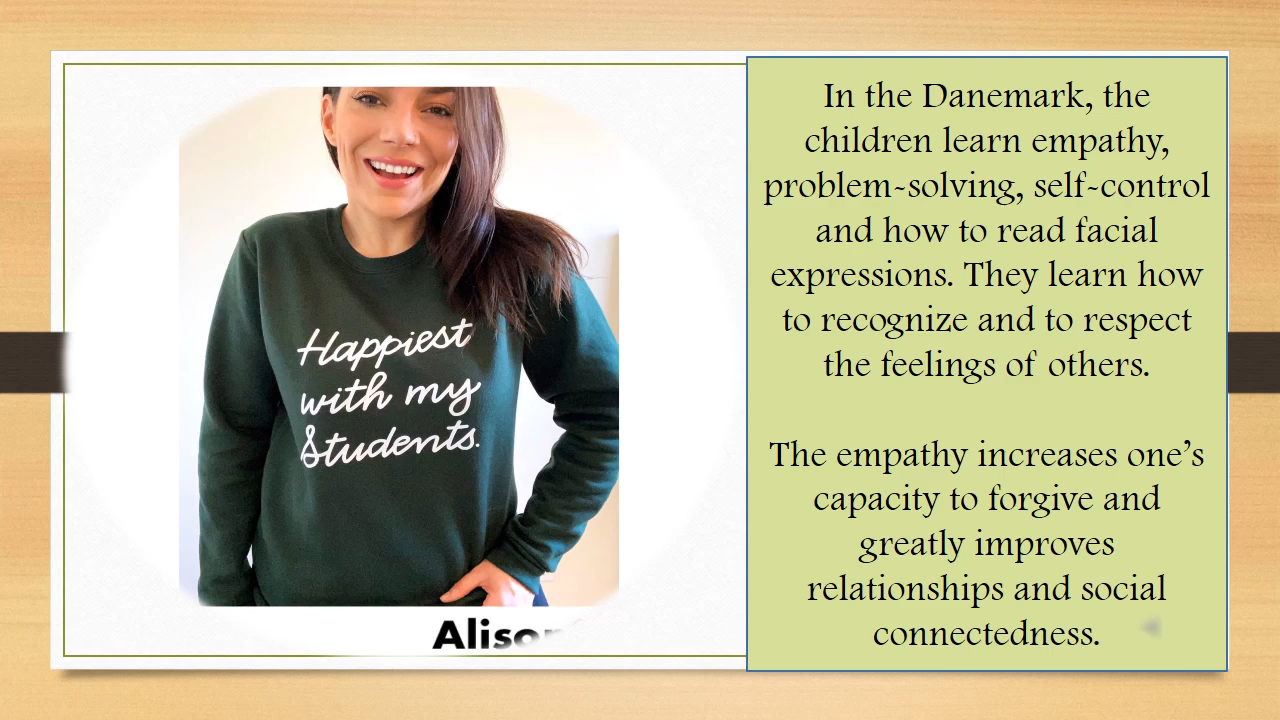 Happiest
with my
Students.
In the Danemark, the
children learn empathy,
problem-solving, self-control
and how to read facial
expressions. They learn how
to recognize and to respect
the feelings of others.
The empathy increases one’s
capacity to forgive and
greatly improves
relationships and social
connectedness.